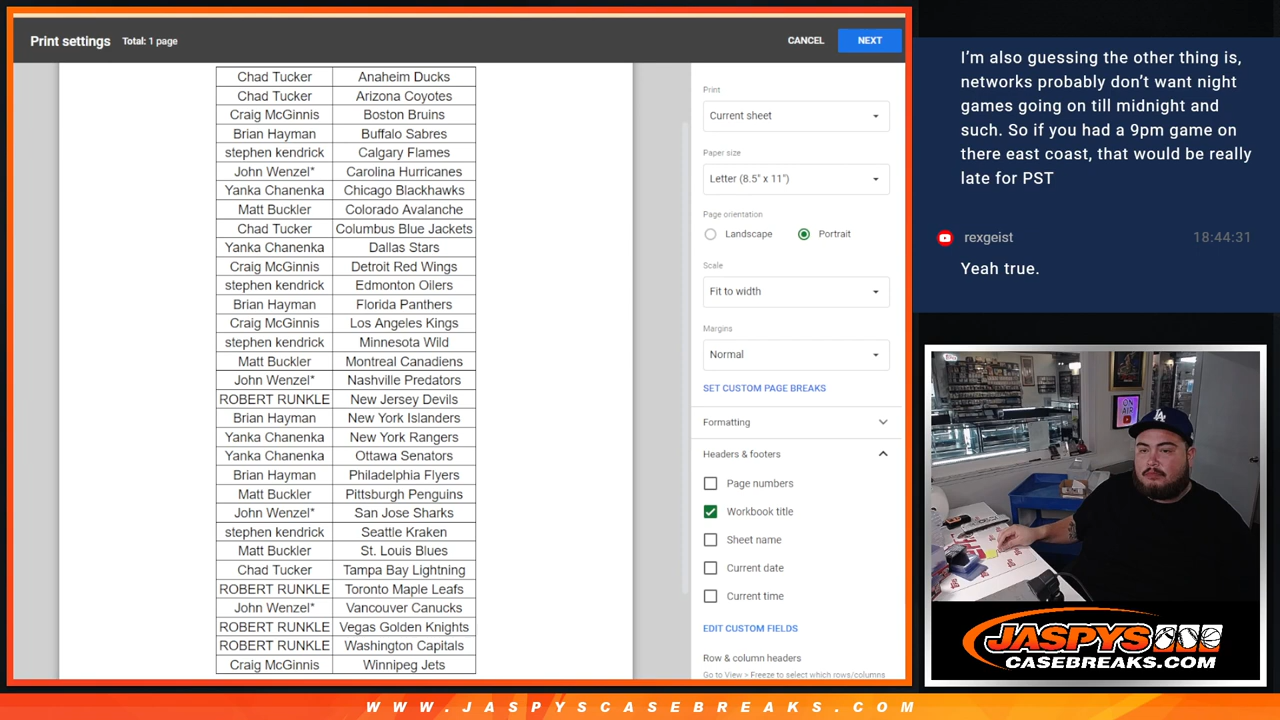 Print settings Total: 1 page CANCEL NEXT
Chad Tucker Anaheim Ducks
Chad Tucker Arizona Coyotes
Craig McGinnis Boston Bruins
Brian Hayman Buffalo Sabres
stephen kendrick Calgary Flames
John Wenzel* Carolina Hurricanes
Yanka Chanenka Chicago Blackhawks
Matt Buckler Colorado Avalanche
Chad Tucker Columbus Blue Jackets
Yanka Chanenka Dallas Stars
Craig McGinnis Detroit Red Wings
stephen kendrick Edmonton Oilers
Brian Hayman Florida Panthers
Craig McGinnis Los Angeles Kings
stephen kendrick Minnesota Wild
Matt Buckler Montreal Canadiens
John Wenzel* Nashville Predators
ROBERT RUNKLE New Jersey Devils
Brian Hayman New York Islanders
Yanka Chanenka New York Rangers
Yanka Chanenka Ottawa Senators
Brian Hayman Philadelphia Flyers
Matt Buckler Pittsburgh Penguins
John Wenzel* San Jose Sharks
stephen kendrick Seattle Kraken
Matt Buckler St. Louis Blues
Chad Tucker Tampa Bay Lightning
ROBERT RUNKLE Toronto Maple Leafs
John Wenzel* Vancouver Canucks
ROBERT RUNKLE Vegas Golden Knights
ROBERT RUNKLE Washington Capitals
Craig McGinnis Winnipeg Jets
Print
Current sheet
Paper size
Letter (8.5" x 11")
Page orientation
Landscape Portrait
Scale
Fit to width
Margins
Normal
SET CUSTOM PAGE BREAKS
Formatting
Headers & footers
Page numbers
Workbook title
Sheet name
Current date
Current time
EDIT CUSTOM FIELDS
Row & column headers
Go to View > Freeze to select which rows/columns
I'm also guessing the other thing is,
networks probably don't want night
games going on till midnight and
such. So if you had a 9pm game on
there east coast, that would be really
late for PST
rexgeist 18:44:31
Yeah true.
ON
AIR
LA
JASPYS
CASEBREAKS.COM
WWW.JASPYSCASEBREAKS.COM